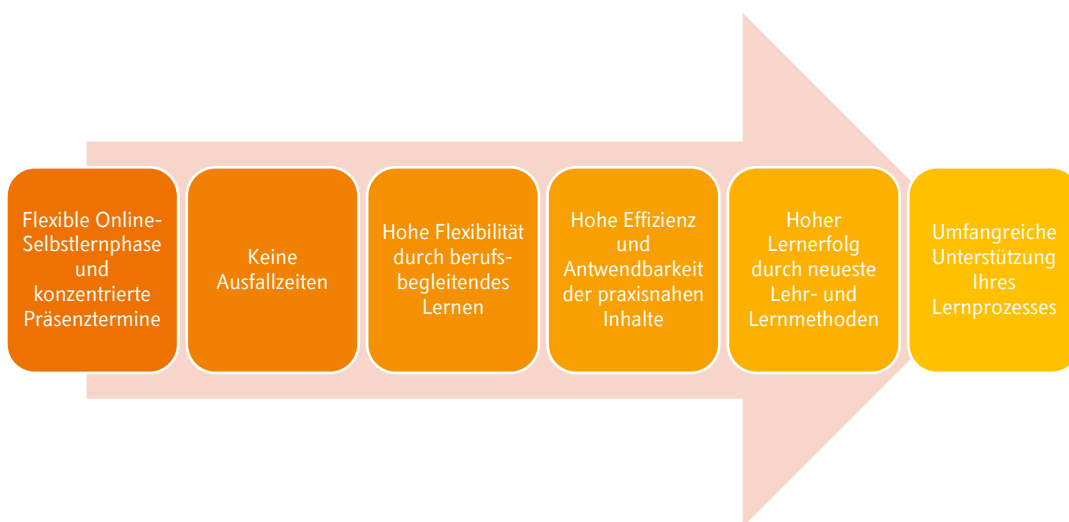 Flexible Online-
Selbstlernphase
und
konzentrierte
Präsenztermine
Keine
Ausfallzeiten
Hohe Flexibilität
durch berufs-
begleitendes
Lernen
Hohe Effizienz
und
Antwendbarkeit
der praxisnahen
Inhalte
Hoher
Lernerfolg
durch neueste
Lehr- und
Lernmethoden
Umfangreiche
Unterstützung
Ihres
Lernprozesses